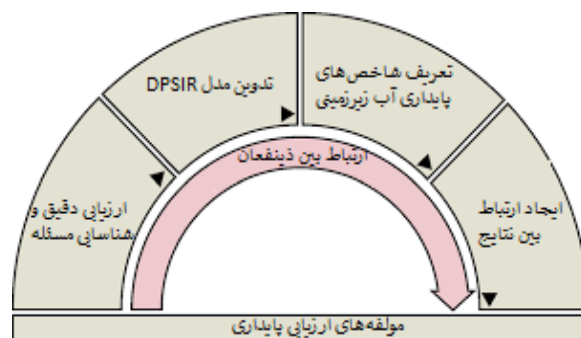 ارزیابی دقیق و
شناسایی مسئله
تدوین مدل DPSIR
تعریف شاخص‌های
پایداری آب زیرزمینی
ایجاد ارتباط
بین نتایج
ارتباط بین ذینفعان
مولفه‌های ارزیابی پایداری